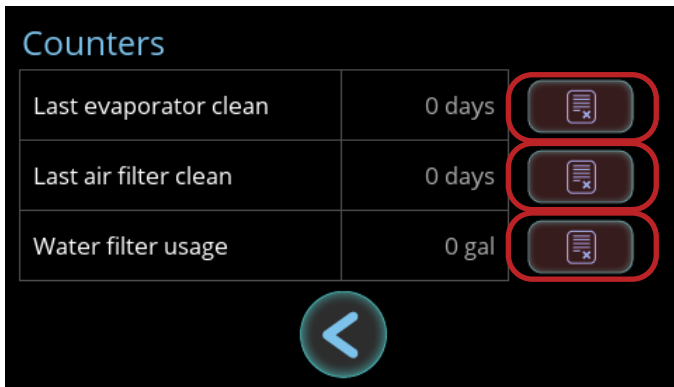 Counters
Last evaporator clean 0 days
Last air filter clean 0 days
Water filter usage 0 gal